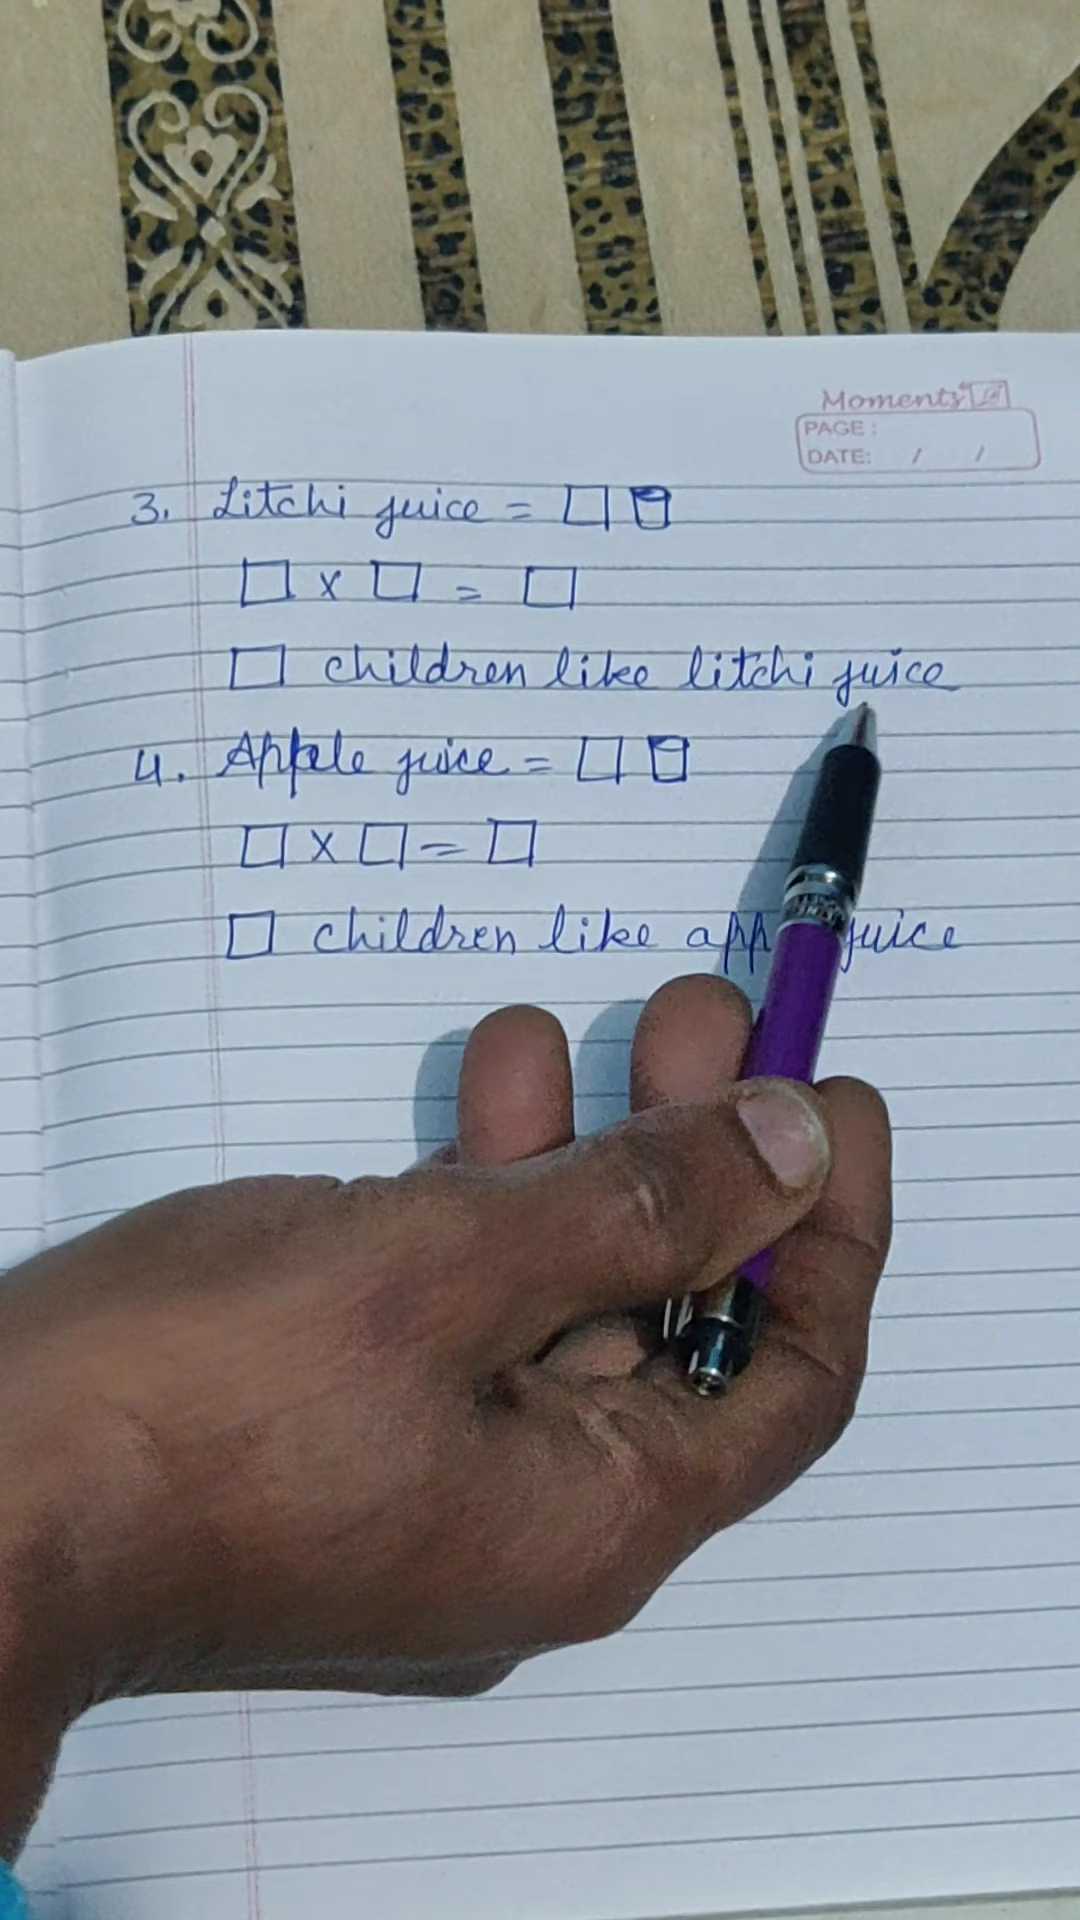 Moments
PAGE :
DATE: / /
3. Litchi juice = □
□ x □ = □
□ children like litchi juice
4. Apple juice = □
□ x □ = □
□ children like juice